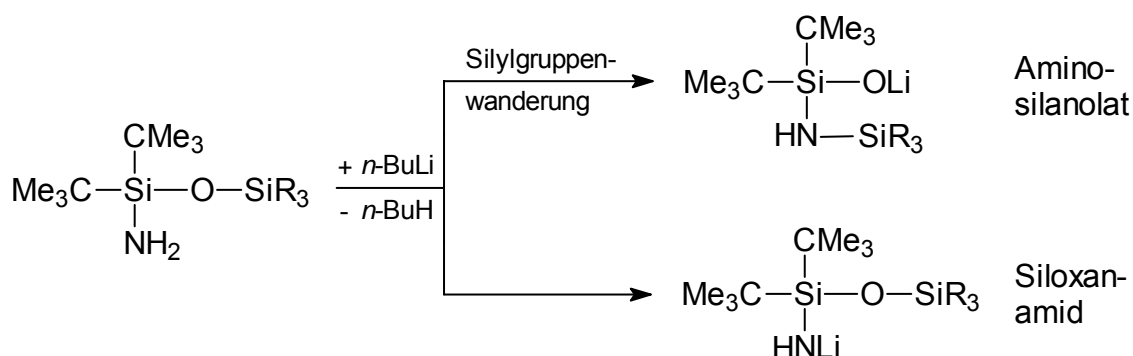 CMe₃
Me₃C—Si—O—SiR₃
NH₂
+ n-BuLi
- n-BuH
Silylgruppen-
wanderung
CMe₃
Me₃C—Si—OLi
HN—SiR₃
Amino-
silanolat
CMe₃
Me₃C—Si—O—SiR₃
HNLi
Siloxan-
amid